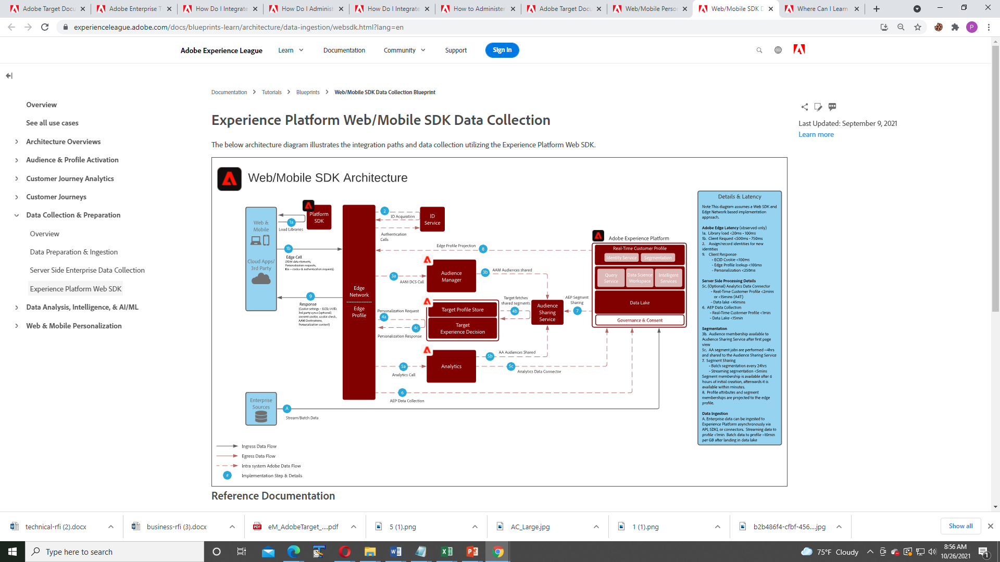 Adobe Target Docu
Adobe Enterprise T
How Do I Integrate
How Do I Administ
How Do I Integrate
How to Administer
Adobe Target Docu
Web/Mobile Perso
Web/Mobile SDK D
Where Can I Learn
experienceleague.adobe.com/docs/blueprints-learn/architecture/data-ingestion/websdk.html?lang=en
P
Adobe Experience League
Learn
Documentation
Community
Support
Sign In
Documentation > Tutorials > Blueprints > Web/Mobile SDK Data Collection Blueprint
Overview
See all use cases
Architecture Overviews
Audience & Profile Activation
Customer Journey Analytics
Customer Journeys
Data Collection & Preparation
Overview
Data Preparation & Ingestion
Server Side Enterprise Data Collection
Experience Platform Web SDK
Data Analysis, Intelligence, & AI/ML
Web & Mobile Personalization
Experience Platform Web/Mobile SDK Data Collection
The below architecture diagram illustrates the integration paths and data collection utilizing the Experience Platform Web SDK.
Last Updated: September 9, 2021
Learn more
Web/Mobile SDK Architecture
Web &
Mobile
Cloud Apps/
3rd Party
Platform
SDK
1a
Load Libraries
1b
Edge Call
(XDM data elements,
Personalization requests,
IDs - cookie & authentication requests)
9
Response
(Cookie settings - ECID, UUID,
3rd party syncs (optional)
consent cookie, cookie check,
AAM Destinations,
Personalization content)
Edge
Network
Edge
Profile
2
ID Acquisition
ID
Service
Authentication
Calls
Edge Profile Projection
8
3a
AAM DCS Call
Audience
Manager
3b
AAM Audiences shared
Personalization Request
4a
4c
Personalization Response
Target Profile Store
Target
Experience Decision
Target fetches
shared segments
4b
Audience
Sharing
Service
AEP Segment
Sharing
7
5a
Analytics Call
Analytics
5b
AA Audiences Shared
5c
Analytics Data Connector
6
AEP Data Collection
Enterprise
Sources
A
Stream/Batch Data
Adobe Experience Platform
Real-Time Customer Profile
Identity Service
Segmentation
Query
Service
Data Science
Workspace
Intelligent
Services
Data Lake
Governance & Consent
Ingress Data Flow
Egress Data Flow
Intra system Adobe Data Flow
# Implementation Step & Details
Details & Latency
Note:This diagram assumes a Web SDK and
Edge Network based implementation
approach.
Adobe Edge Latency (observed only)
1a. Library load <20ms - 100ms
1b. Client Request <500ms - 750ms
2. Assign/record identities for new
identities
9. Client Response:
- ECID Cookie <100ms
- Edge Profile lookup <100ms
- Personalization <250ms
Server Side Processing Details
5c. (Optional) Analytics Data Connector
- Real-Time Customer Profile <2mins
or <15mins (A4T)
- Data lake <45mins
6. AEP Data Collection
- Real-Time Customer Profile <1min
- Data Lake <15min
Segmentation
3b. Audience membership available to
Audience Sharing Service after first page
view
5c. AA segment jobs are performed ~4hrs
and shared to the Audience Sharing Service
7. Segment Sharing
- Batch segmentation every 24hrs
- Streaming segmentation <5mins
Segment membership is available after 6
hours of initial creation, afterwards it is
available within minutes.
8. Profile attributes and segment
memberships are projected to the edge
profile.
Data Ingestion
A. Enterprise data can be ingested to
Experience Platform asynchronously via
API, SDKl, or connectors. Streaming data to
profile <1min Batch data to profile ~10min
per GB after landing in data lake
Reference Documentation
technical-rfi (2).docx
business-rfi (3).docx
eM_AdobeTarget_....pdf
5 (1).png
AC_Large.jpg
1 (1).png
b2b486f4-cfbf-456....jpg
Show all
Type here to search
75°F Cloudy
8:56 AM
10/26/2021
1